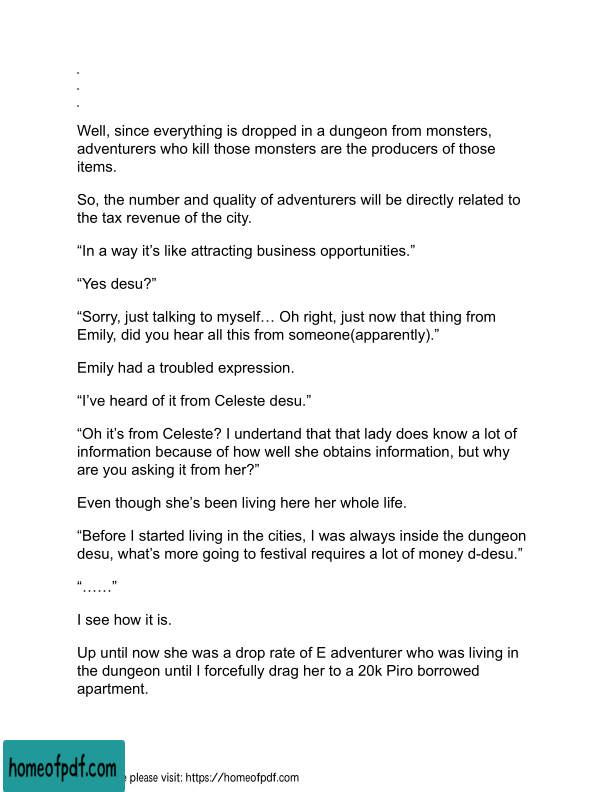 .
.
.
Well, since everything is dropped in a dungeon from monsters,
adventurers who kill those monsters are the producers of those
items.
So, the number and quality of adventurers will be directly related to
the tax revenue of the city.
“In a way it’s like attracting business opportunities.”
“Yes desu?”
“Sorry, just talking to myself… Oh right, just now that thing from
Emily, did you hear all this from someone(apparently).”
Emily had a troubled expression.
“I’ve heard of it from Celeste desu.”
“Oh it’s from Celeste? I undertand that that lady does know a lot of
information because of how well she obtains information, but why
are you asking it from her?”
Even though she’s been living here her whole life.
“Before I started living in the cities, I was always inside the dungeon
desu, what’s more going to festival requires a lot of money d-desu.”
“……”
I see how it is.
Up until now she was a drop rate of E adventurer who was living in
the dungeon until I forcefully drag her to a 20k Piro borrowed
apartment.
homeofpdf.com
please visit: https://homeofpdf.com